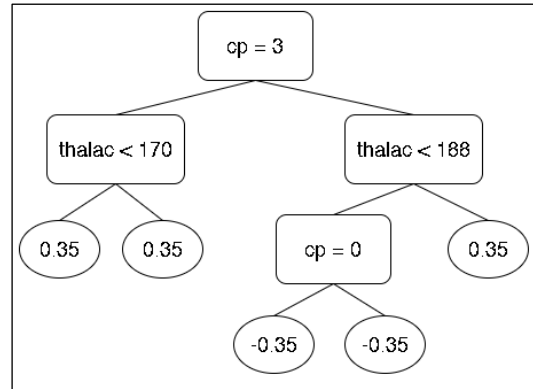 cp = 3
thalac < 170
thalac < 188
0.35
0.35
cp = 0
0.35
-0.35
-0.35